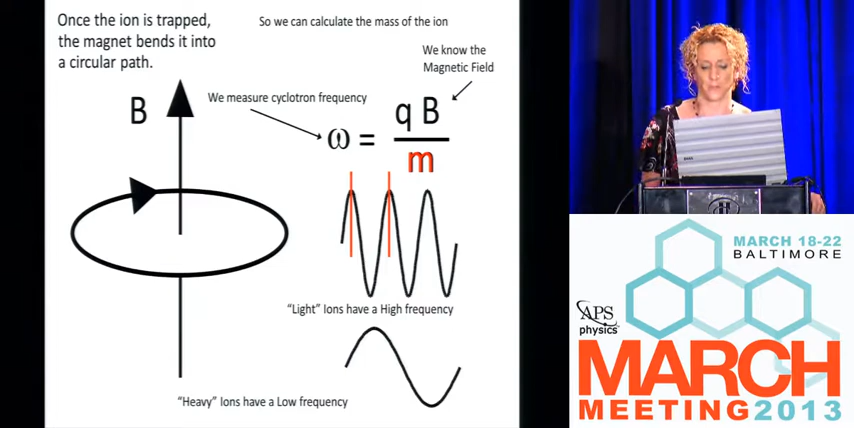 Once the ion is trapped,
the magnet bends it into
a circular path.
So we can calculate the mass of the ion
We know the
Magnetic Field
B
We measure cyclotron frequency
ω = q B
m
"Light" Ions have a High frequency
"Heavy" Ions have a Low frequency
MARCH 18-22
BALTIMORE
APS
physics
MARCH
MEETING 2013